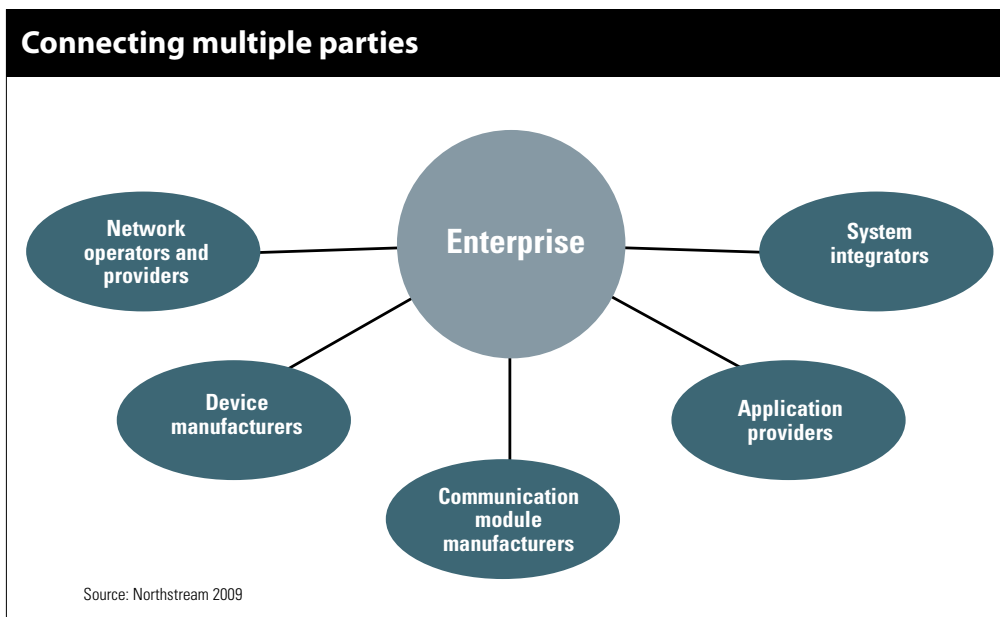 Connecting multiple parties
Enterprise
Network
operators and
providers
System
integrators
Device
manufacturers
Application
providers
Communication
module
manufacturers
Source: Northstream 2009